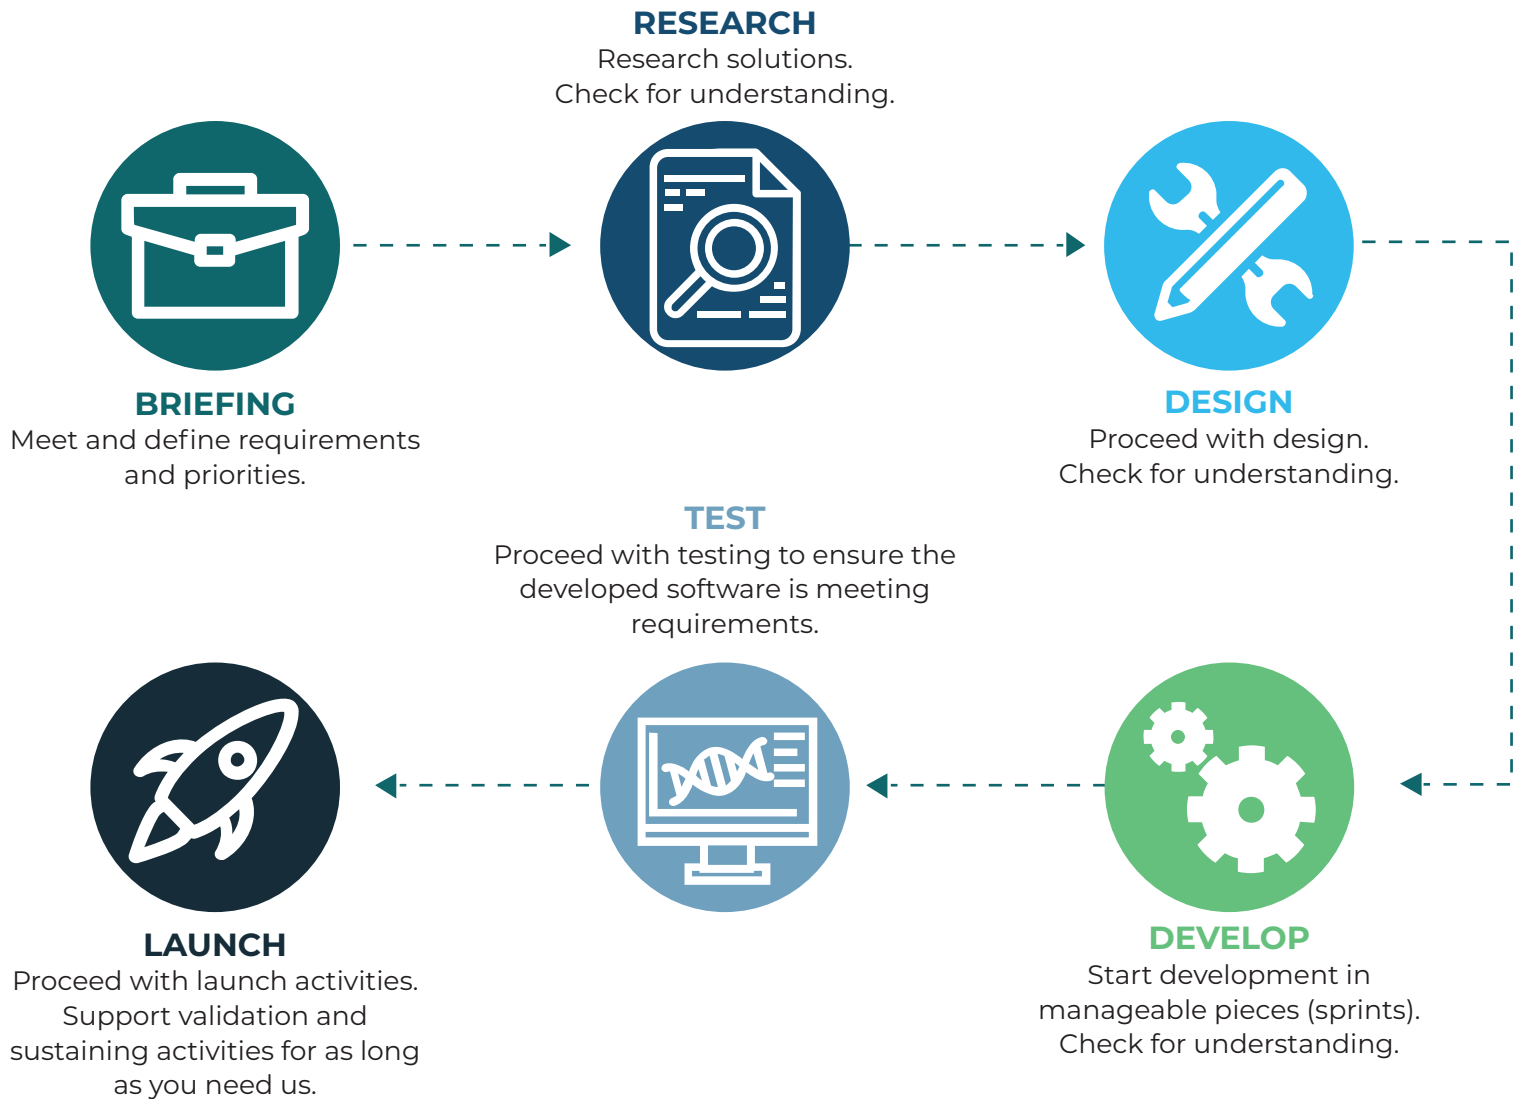 RESEARCH
Research solutions.
Check for understanding.
BRIEFING
Meet and define requirements
and priorities.
DESIGN
Proceed with design.
Check for understanding.
TEST
Proceed with testing to ensure the
developed software is meeting
requirements.
LAUNCH
Proceed with launch activities.
Support validation and
sustaining activities for as long
as you need us.
DEVELOP
Start development in
manageable pieces (sprints).
Check for understanding.